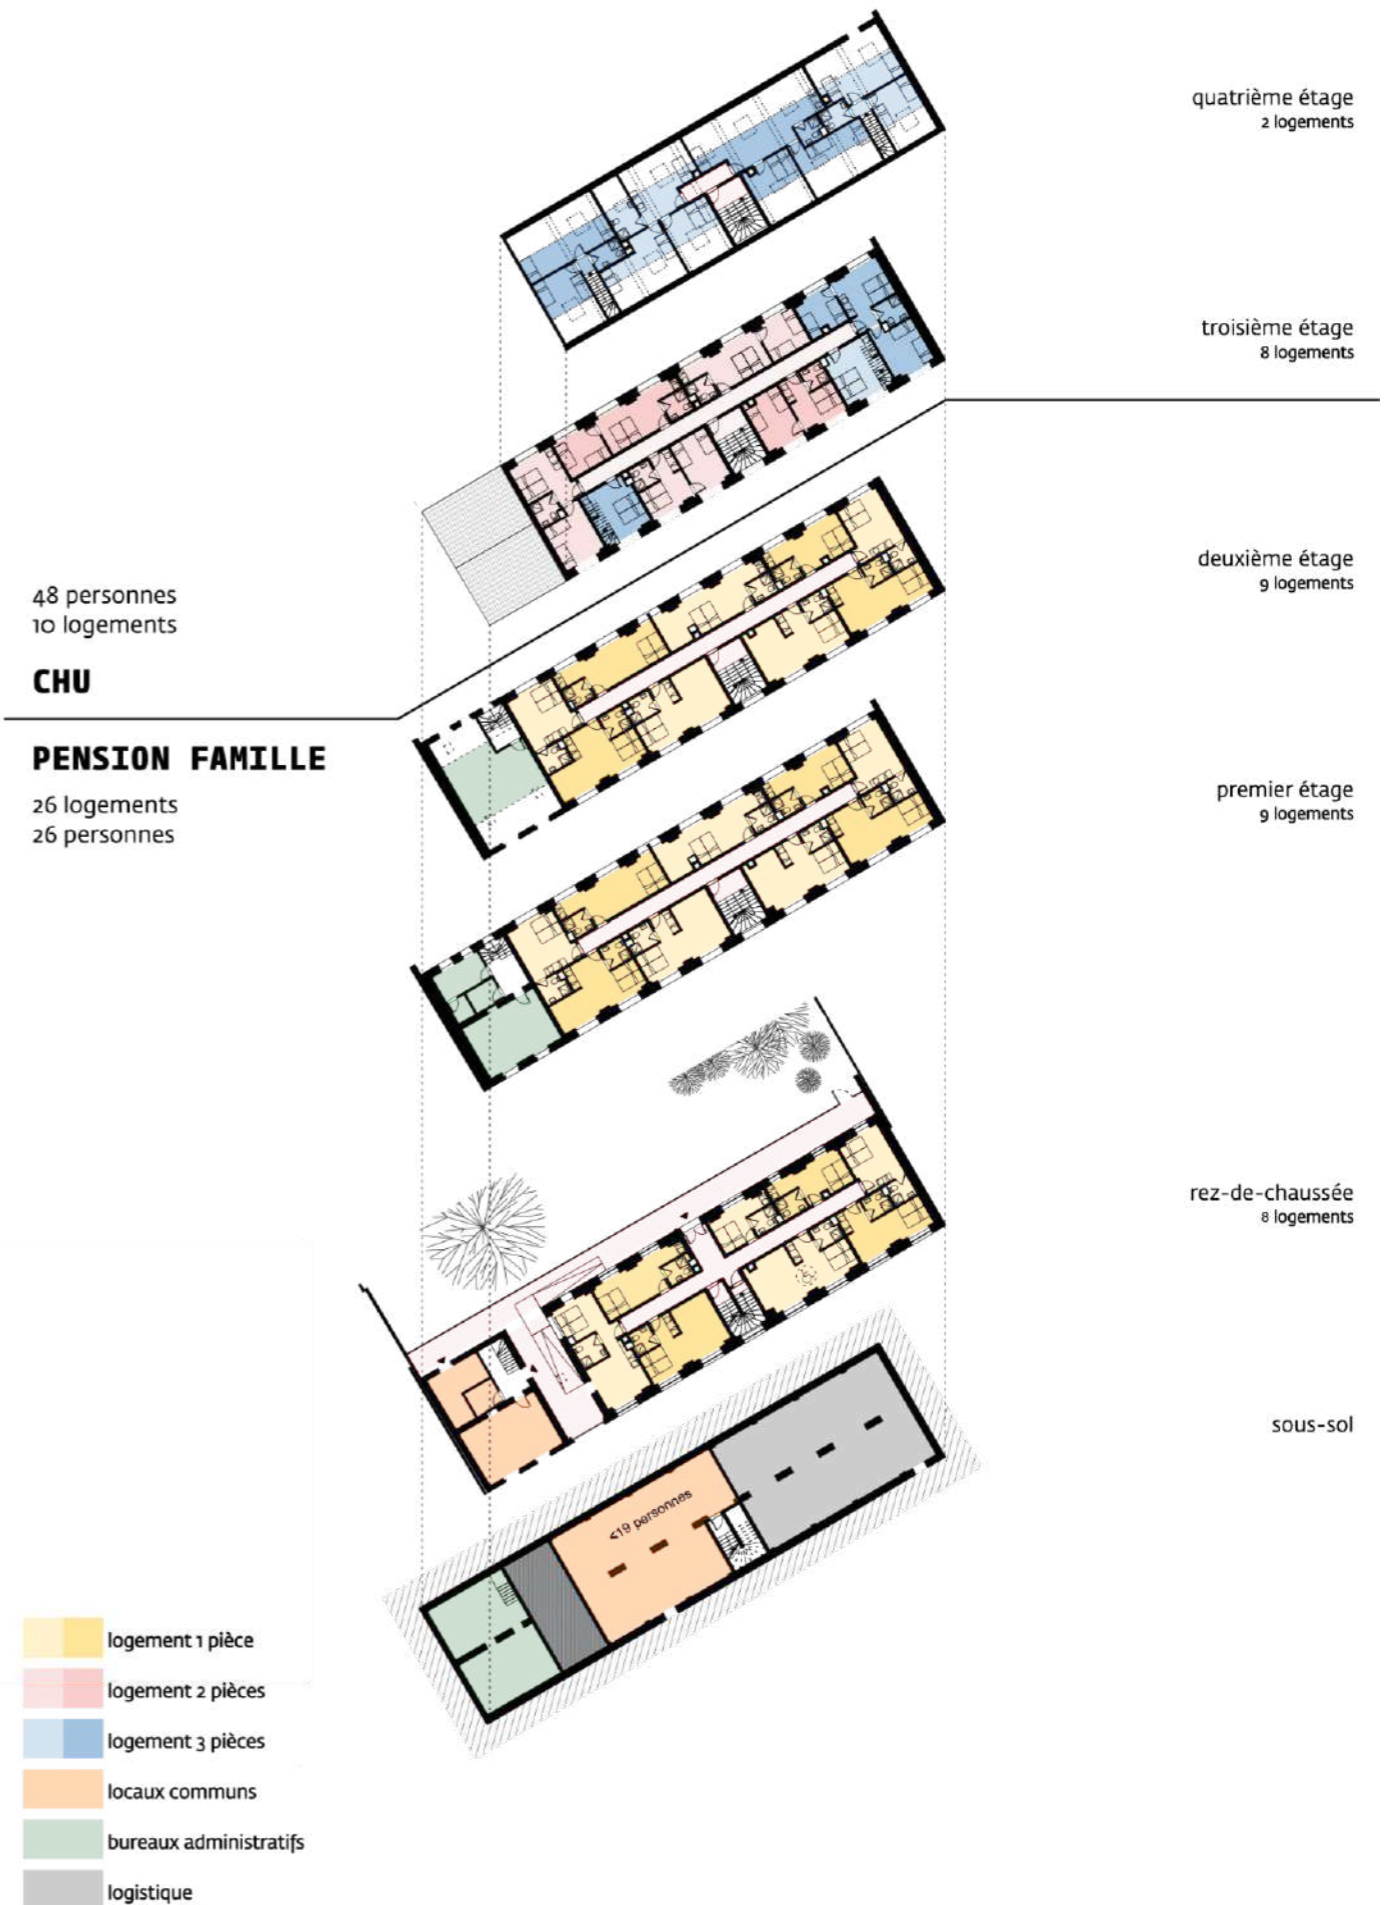 quatrième étage
2 logements
troisième étage
8 logements
deuxième étage
9 logements
48 personnes
10 logements
CHU
PENSION FAMILLE
26 logements
26 personnes
premier étage
9 logements
rez-de-chaussée
8 logements
sous-sol
<19 personnes
logement 1 pièce
logement 2 pièces
logement 3 pièces
locaux communs
bureaux administratifs
logistique